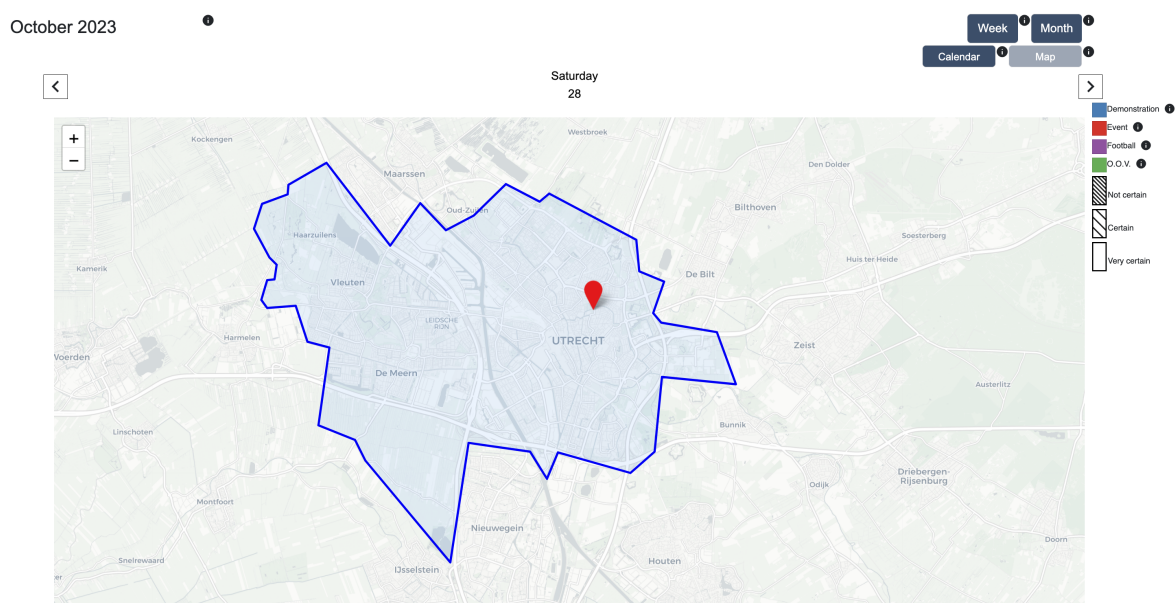 October 2023
Week
Month
Calendar
Map
Saturday
28
+
−
Demonstration
Event
Football
O.O.V.
Not certain
Certain
Very certain
Westbroek
Kockengen
Den Dolder
Maarssen
Oud-Zuilen
Bilthoven
Haarzuilens
Soesterberg
Huis ter Heide
Kamerik
De Bilt
Vleuten
LEIDSCHE
RIJN
Harmelen
UTRECHT
Zeist
Woerden
De Meern
Austerlitz
Linschoten
Bunnik
Driebergen-
Rijsenburg
Odijk
Montfoort
Nieuwegein
Doorn
Snelrewaard
Houten
IJsselstein
er